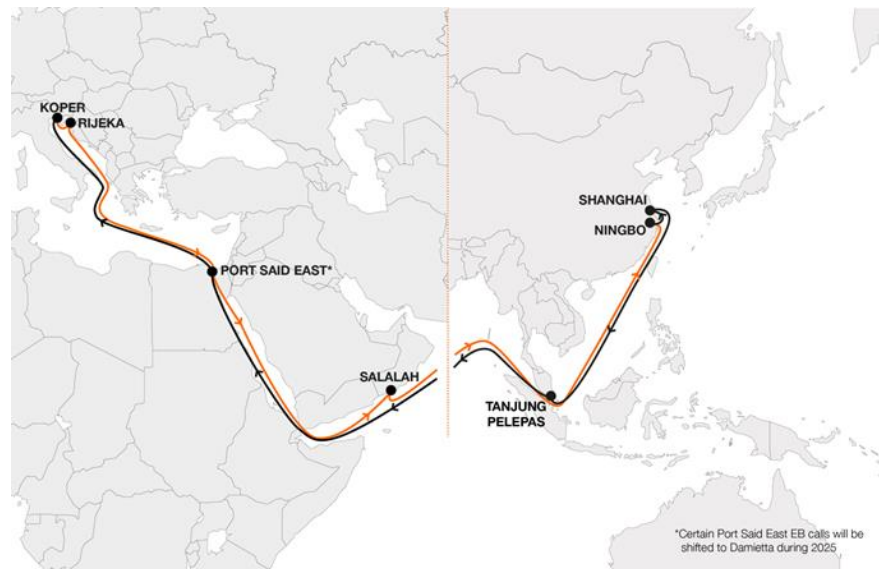 KOPER
RIJEKA
PORT SAID EAST*
SALALAH
SHANGHAI
NINGBO
TANJUNG
PELEPAS
*Certain Port Said East EB calls will be
shifted to Damietta during 2025